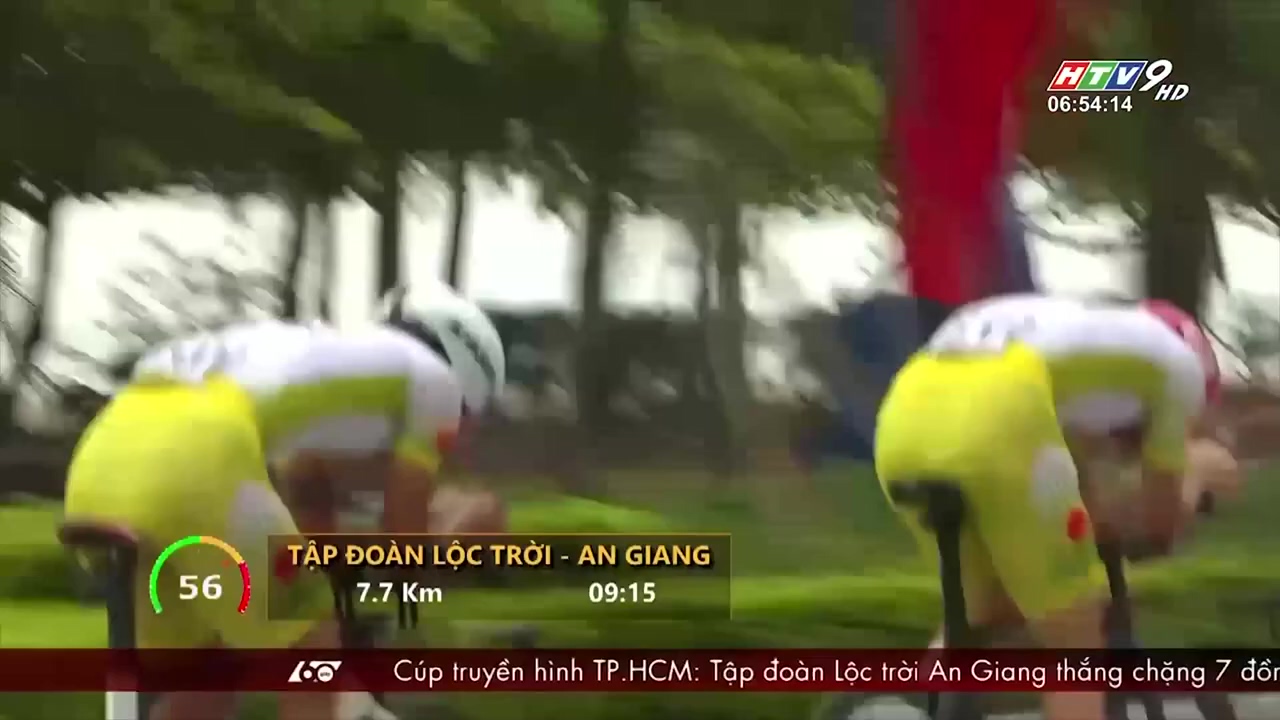 HTV9 HD
06:54:14
56
TẬP ĐOÀN LỘC TRỜI - AN GIANG
7.7 Km 09:15
Cúp truyền hình TP.HCM: Tập đoàn Lộc trời An Giang thắng chặng 7